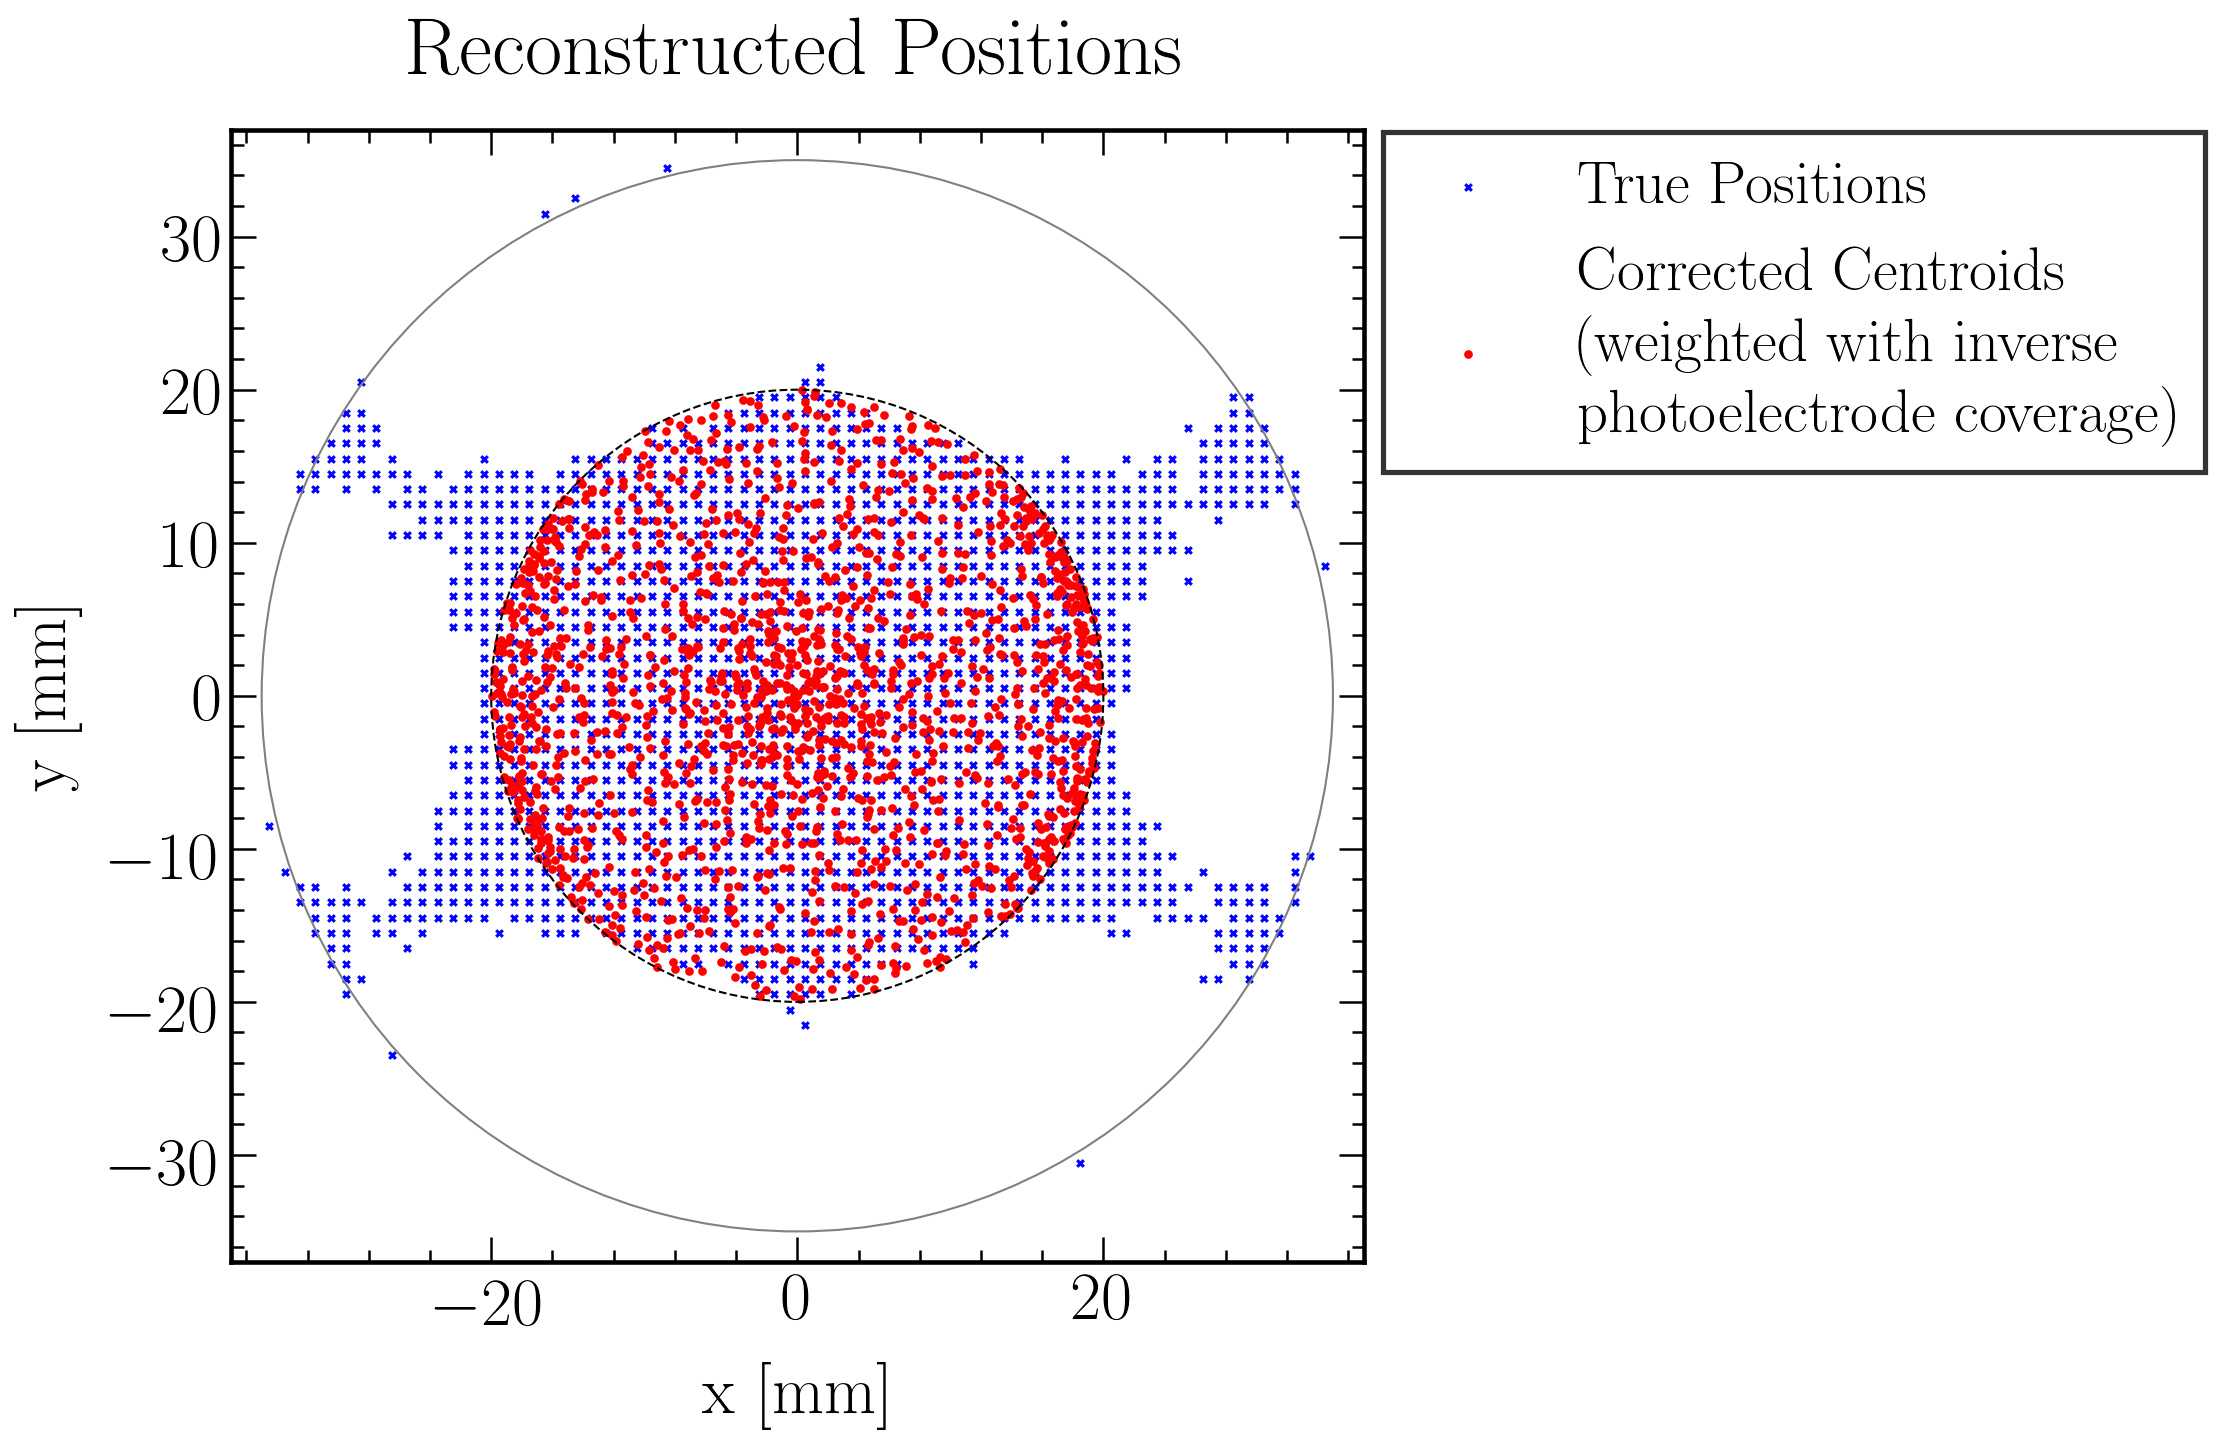 Reconstructed Positions
True Positions
Corrected Centroids
(weighted with inverse
photoelectrode coverage)
30
20
10
0
−10
−20
−30
y [mm]
−20 0 20
x [mm]